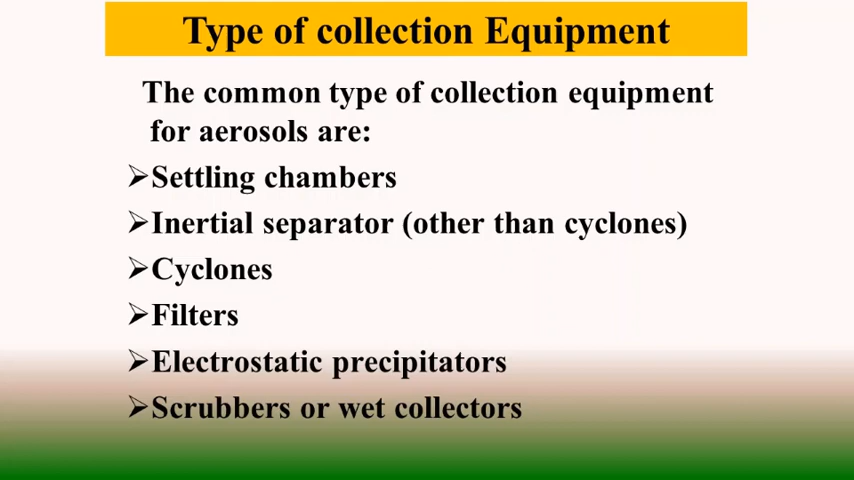 Type of collection Equipment
The common type of collection equipment
for aerosols are:
➢Settling chambers
➢Inertial separator (other than cyclones)
➢Cyclones
➢Filters
➢Electrostatic precipitators
➢Scrubbers or wet collectors